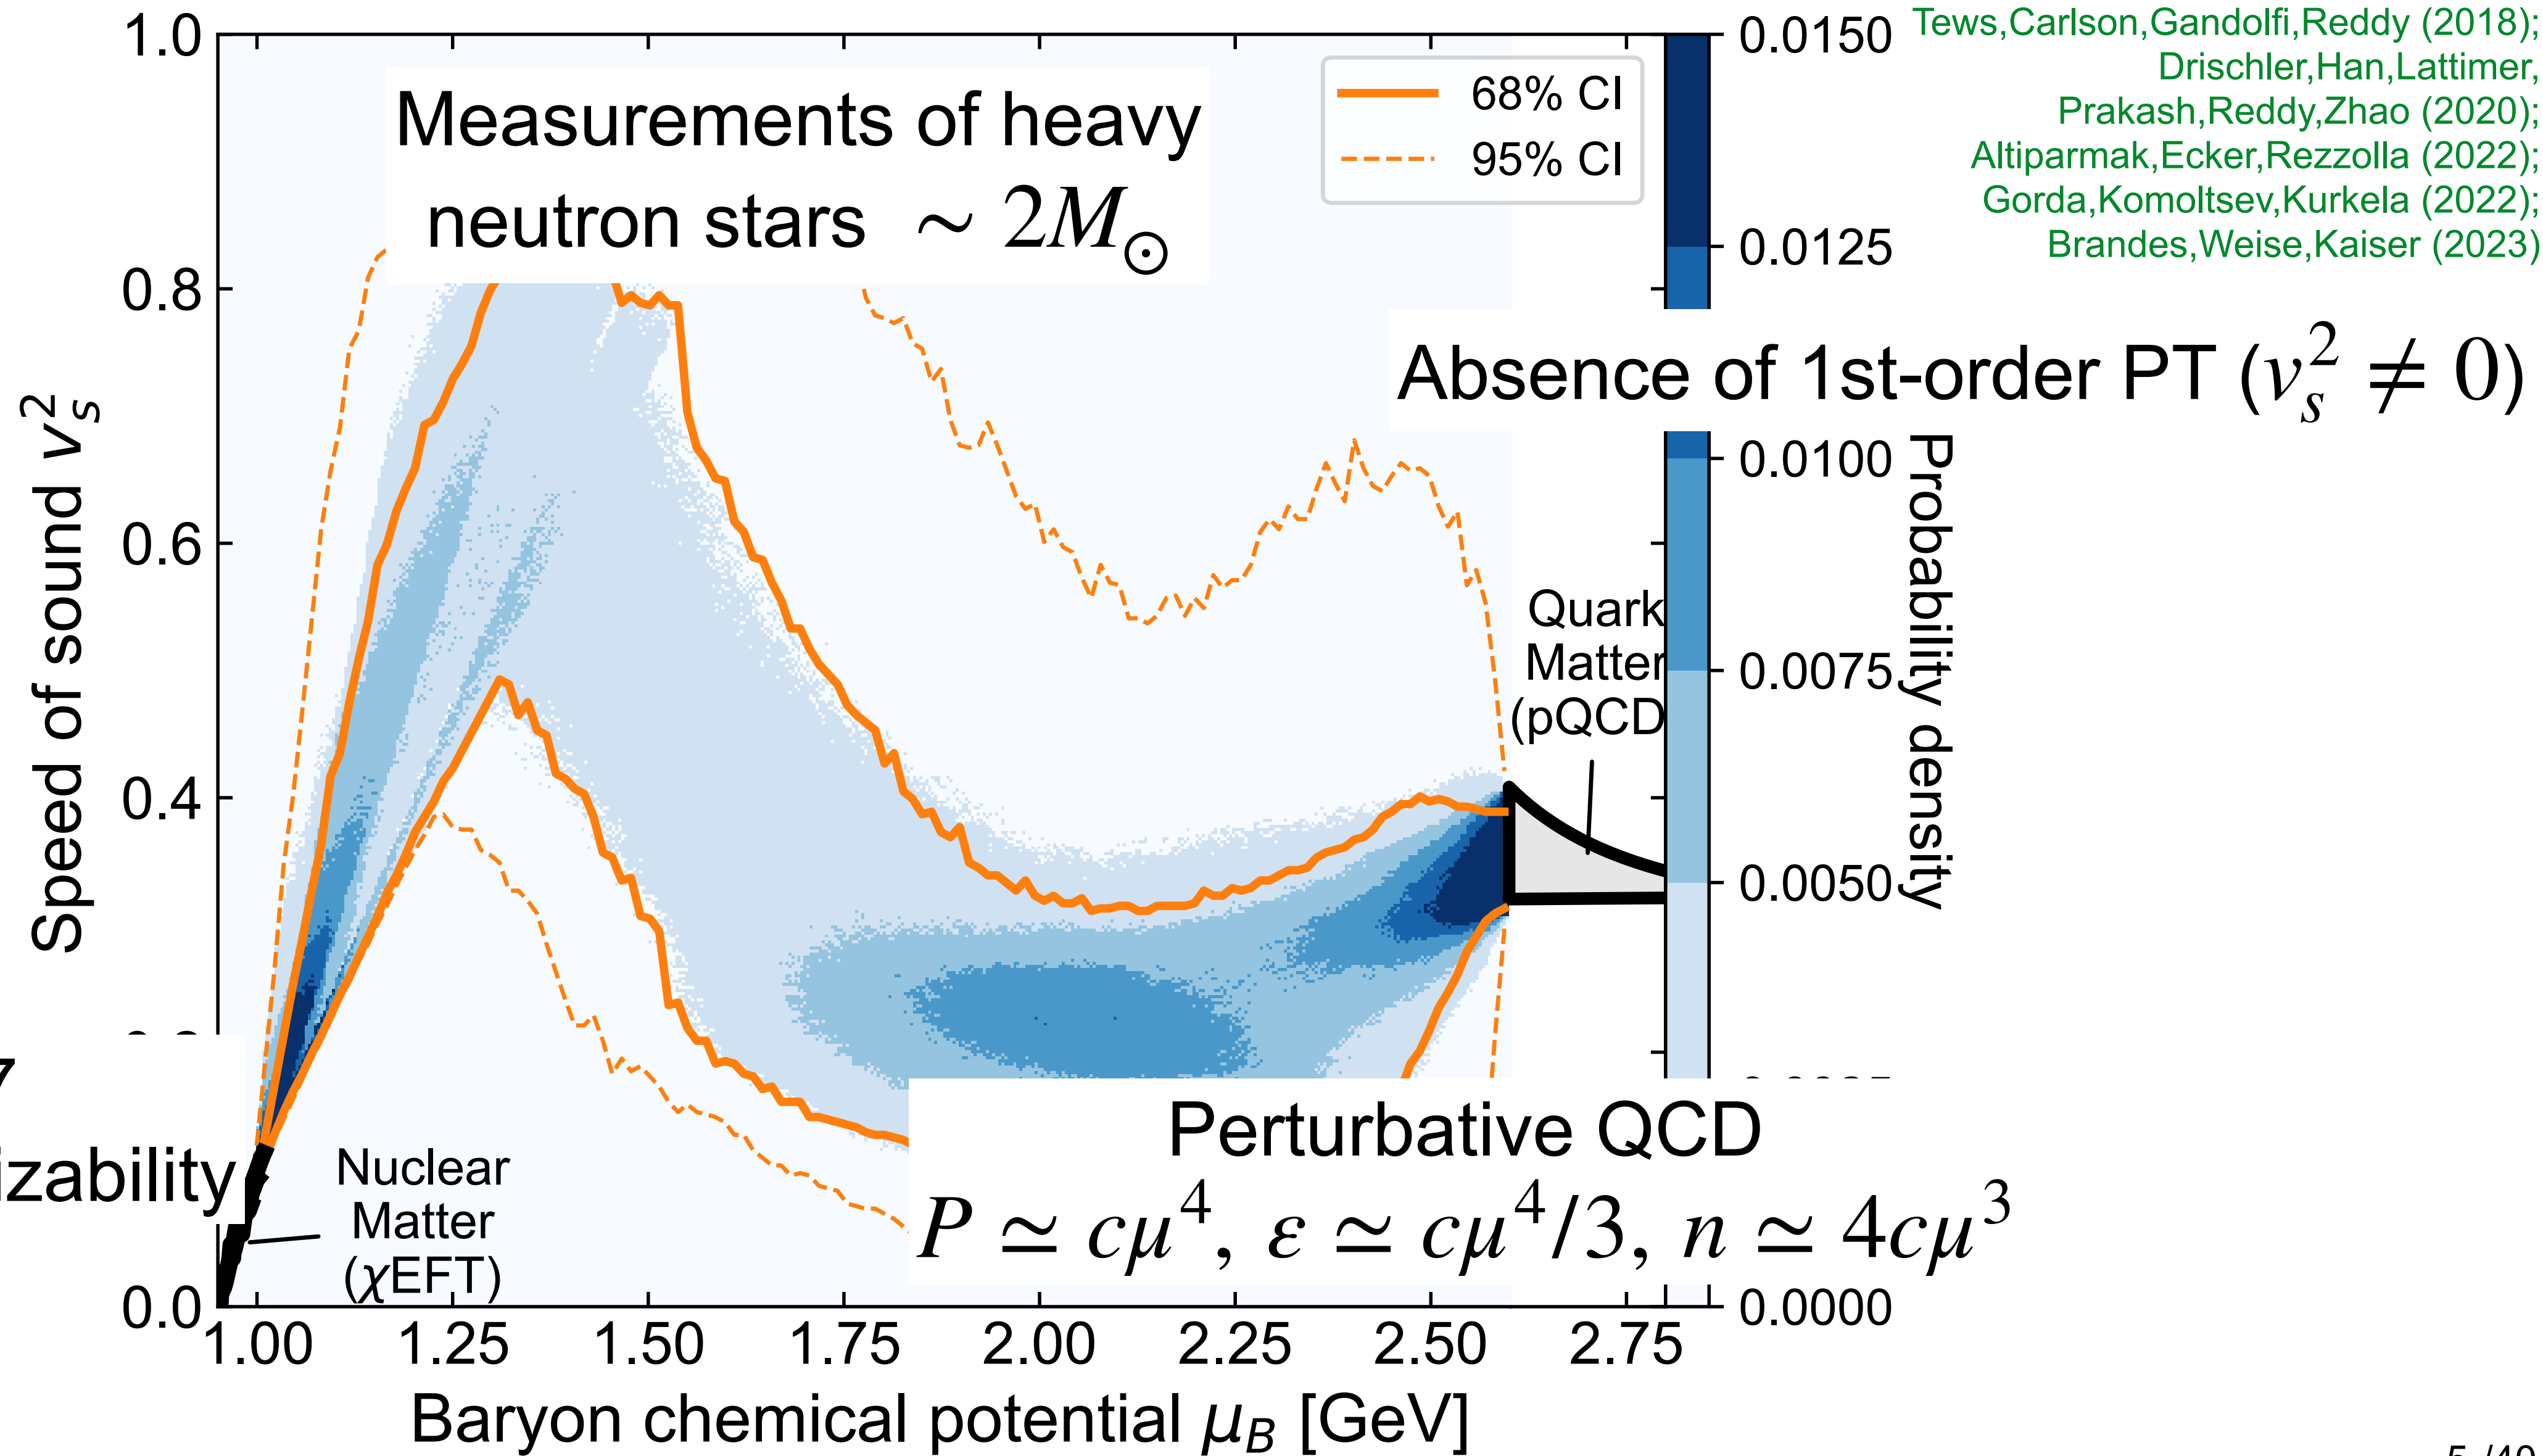 Tews,Carlson,Gandolfi,Reddy (2018);
Drischler,Han,Lattimer,
Prakash,Reddy,Zhao (2020);
Altiparmak,Ecker,Rezzolla (2022);
Gorda,Komoltsev,Kurkela (2022);
Brandes,Weise,Kaiser (2023)
Measurements of heavy
neutron stars ∼ 2M⊙
68% CI
95% CI
Absence of 1st-order PT (v_s^2 ≠ 0)
Quark
Matter
(pQCD
Nuclear
Matter
(χEFT)
Perturbative QCD
P ≃ cμ^4, ε ≃ cμ^4/3, n ≃ 4cμ^3
izability
Speed of sound v_s^2
1.0
0.8
0.6
0.4
0.0
1.00 1.25 1.50 1.75 2.00 2.25 2.50 2.75
Baryon chemical potential μ_B [GeV]
0.0150
0.0125
0.0100
0.0075
0.0050
0.0000
Probability density